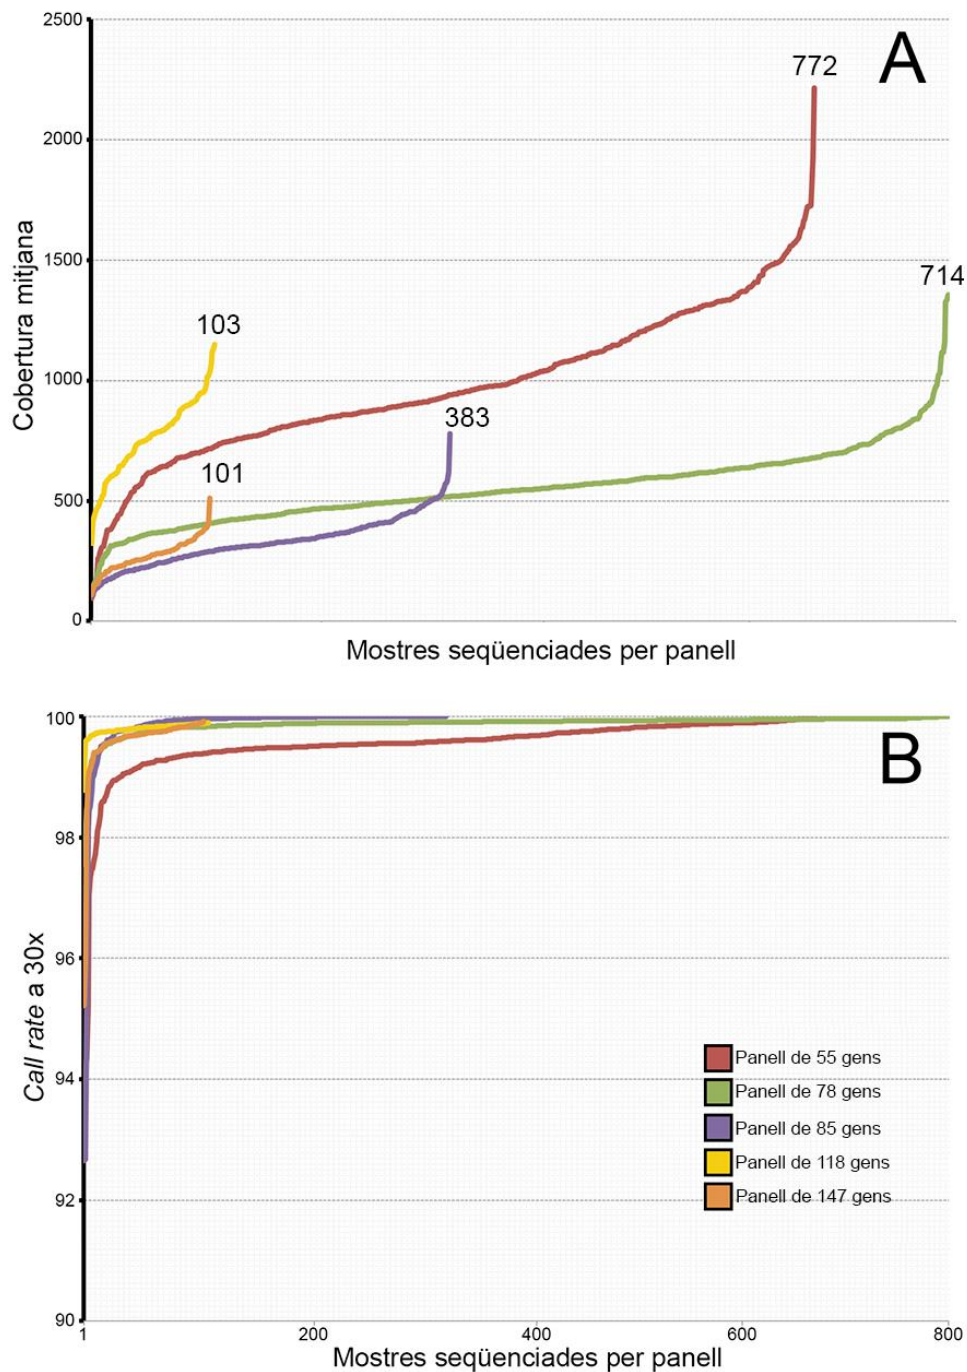 2500
A
772
2000
Cobertura mitjana
1500
714
103
1000
383
101
500
0
Mostres seqüenciades per panell
100
B
98
Call rate a 30x
96
Panell de 55 gens
94
Panell de 78 gens
Panell de 85 gens
Panell de 118 gens
92
Panell de 147 gens
90
1 200 400 600 800
Mostres seqüenciades per panell